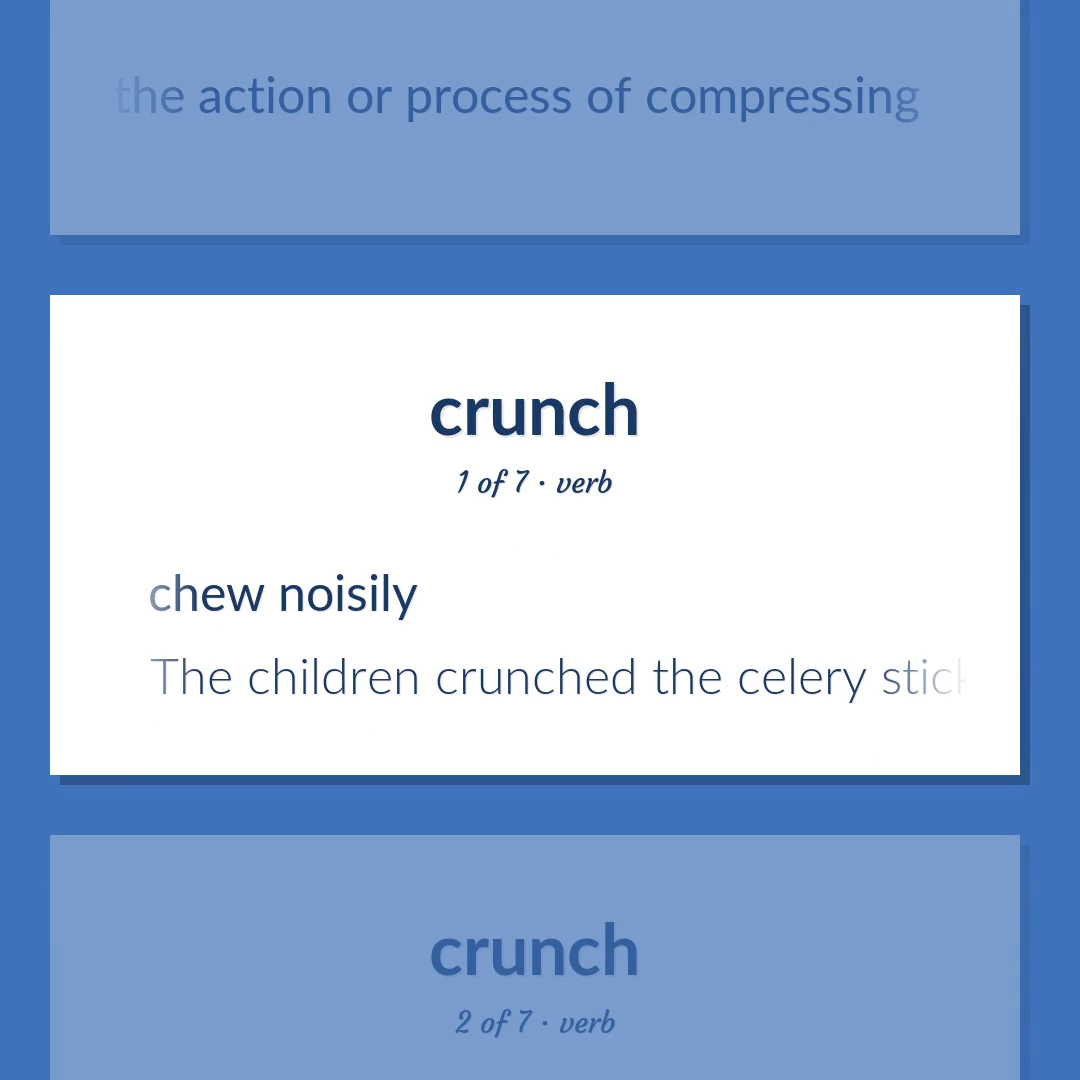 the action or process of compressing
crunch
1 of 7 · verb
chew noisily
The children crunched the celery stick
crunch
2 of 7 · verb